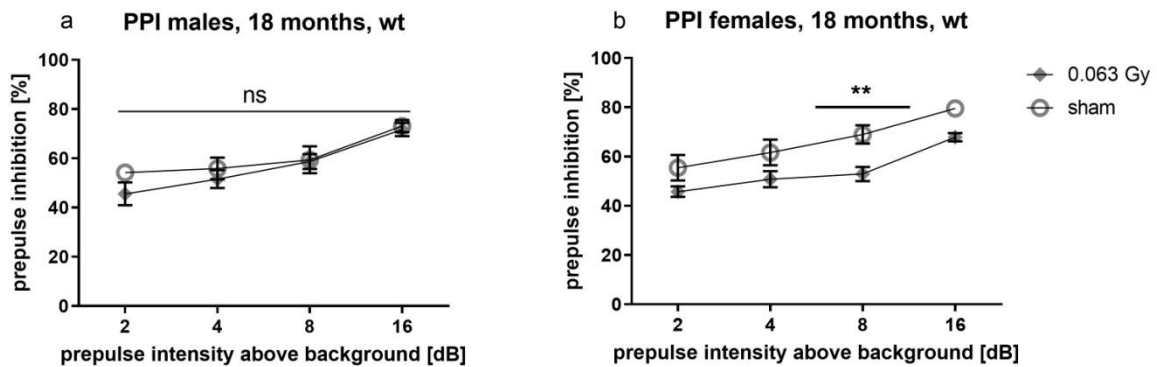 a
PPI males, 18 months, wt
prepulse inhibition [%]
100
80
60
40
20
0
ns
2 4 8 16
prepulse intensity above background [dB]
b
PPI females, 18 months, wt
prepulse inhibition [%]
100
80
60
40
20
0
**
2 4 8 16
prepulse intensity above background [dB]
0.063 Gy
sham